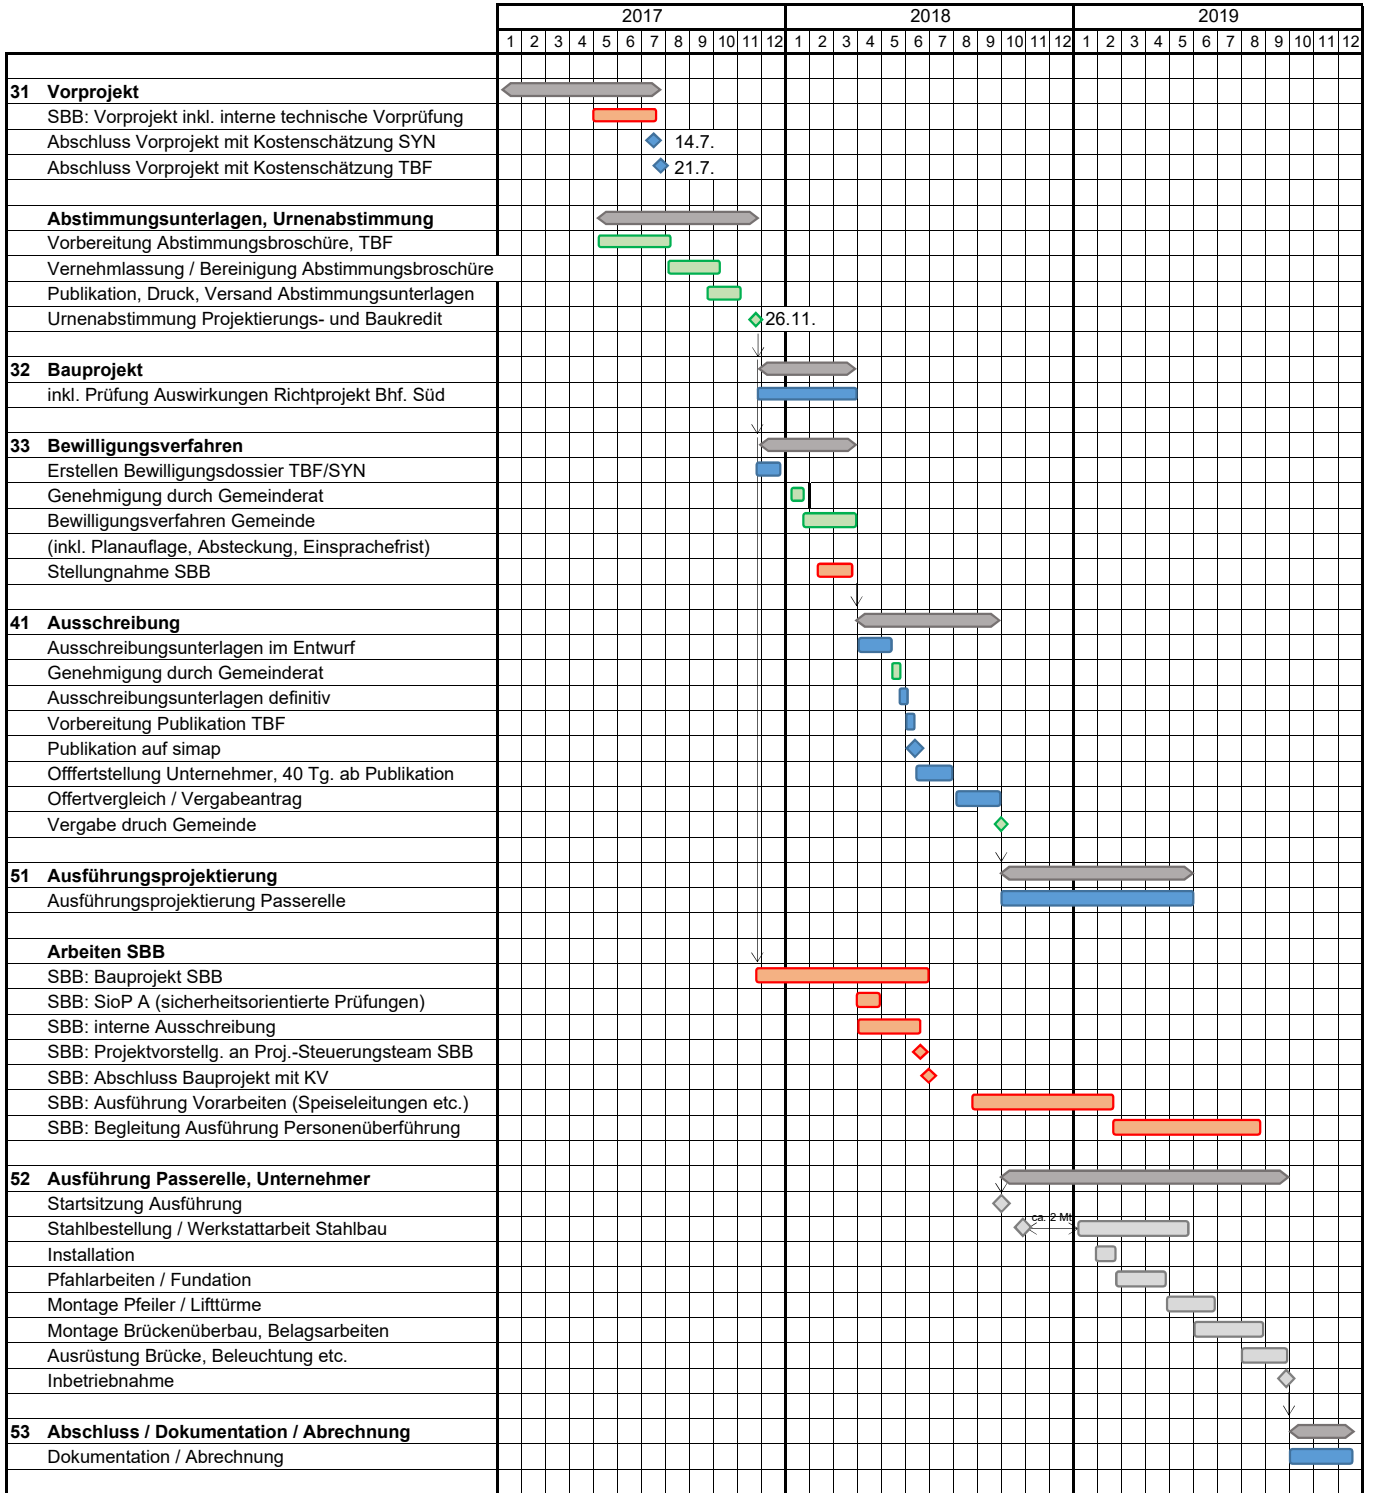 2017 2018 2019
1 2 3 4 5 6 7 8 9 10 11 12 1 2 3 4 5 6 7 8 9 10 11 12 1 2 3 4 5 6 7 8 9 10 11 12
31 Vorprojekt
SBB: Vorprojekt inkl. interne technische Vorprüfung
Abschluss Vorprojekt mit Kostenschätzung SYN 14.7.
Abschluss Vorprojekt mit Kostenschätzung TBF 21.7.
Abstimmungsunterlagen, Urnenabstimmung
Vorbereitung Abstimmungsbroschüre, TBF
Vernehmlassung / Bereinigung Abstimmungsbroschüre
Publikation, Druck, Versand Abstimmungsunterlagen
Urnenabstimmung Projektierungs- und Baukredit 26.11.
32 Bauprojekt
inkl. Prüfung Auswirkungen Richtprojekt Bhf. Süd
33 Bewilligungsverfahren
Erstellen Bewilligungsdossier TBF/SYN
Genehmigung durch Gemeinderat
Bewilligungsverfahren Gemeinde
(inkl. Planauflage, Absteckung, Einsprachefrist)
Stellungnahme SBB
41 Ausschreibung
Ausschreibungsunterlagen im Entwurf
Genehmigung durch Gemeinderat
Ausschreibungsunterlagen definitiv
Vorbereitung Publikation TBF
Publikation auf simap
Offfertstellung Unternehmer, 40 Tg. ab Publikation
Offertvergleich / Vergabeantrag
Vergabe druch Gemeinde
51 Ausführungsprojektierung
Ausführungsprojektierung Passerelle
Arbeiten SBB
SBB: Bauprojekt SBB
SBB: SioP A (sicherheitsorientierte Prüfungen)
SBB: interne Ausschreibung
SBB: Projektvorstellg. an Proj.-Steuerungsteam SBB
SBB: Abschluss Bauprojekt mit KV
SBB: Ausführung Vorarbeiten (Speiseleitungen etc.)
SBB: Begleitung Ausführung Personenüberführung
52 Ausführung Passerelle, Unternehmer
Startsitzung Ausführung
Stahlbestellung / Werkstattarbeit Stahlbau ca. 2 Mt
Installation
Pfahlarbeiten / Fundation
Montage Pfeiler / Lifttürme
Montage Brückenüberbau, Belagsarbeiten
Ausrüstung Brücke, Beleuchtung etc.
Inbetriebnahme
53 Abschluss / Dokumentation / Abrechnung
Dokumentation / Abrechnung